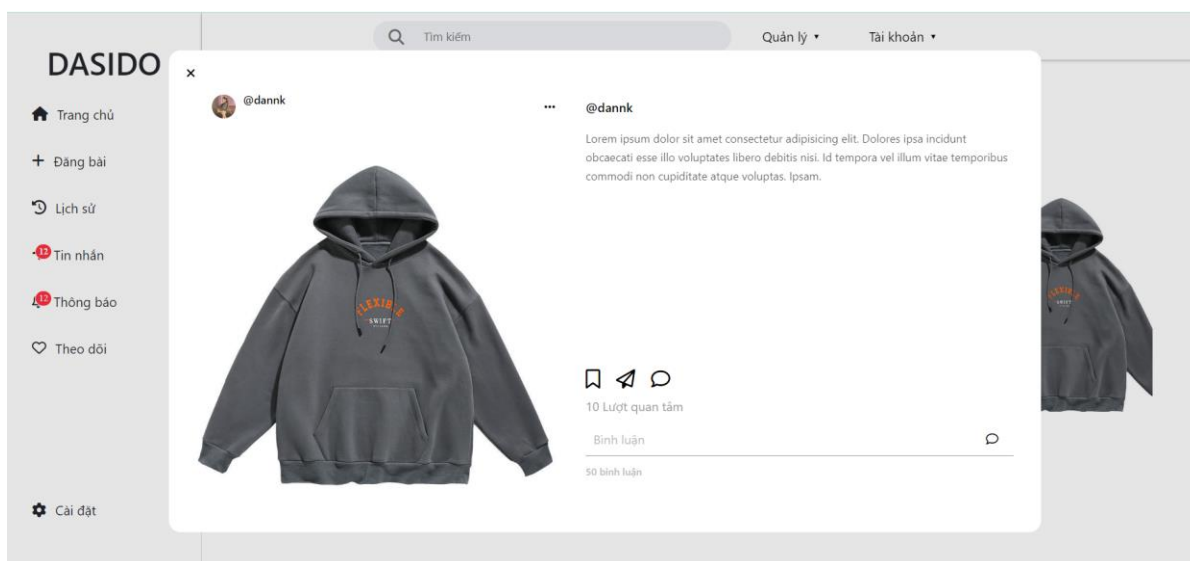 DASIDO
Trang chủ
Đăng bài
Lịch sử
12
Tin nhắn
12
Thông báo
Theo dõi
Cài đặt
Tìm kiếm
Quản lý
Tài khoản
×
@dannk
...
FLEXIBLE
SWIFT
@dannk
Lorem ipsum dolor sit amet consectetur adipisicing elit. Dolores ipsa incidunt
obcaecati esse illo voluptates libero debitis nisi. Id tempora vel illum vitae temporibus
commodi non cupiditate atque voluptas. Ipsam.
10 Lượt quan tâm
Bình luận
50 bình luận